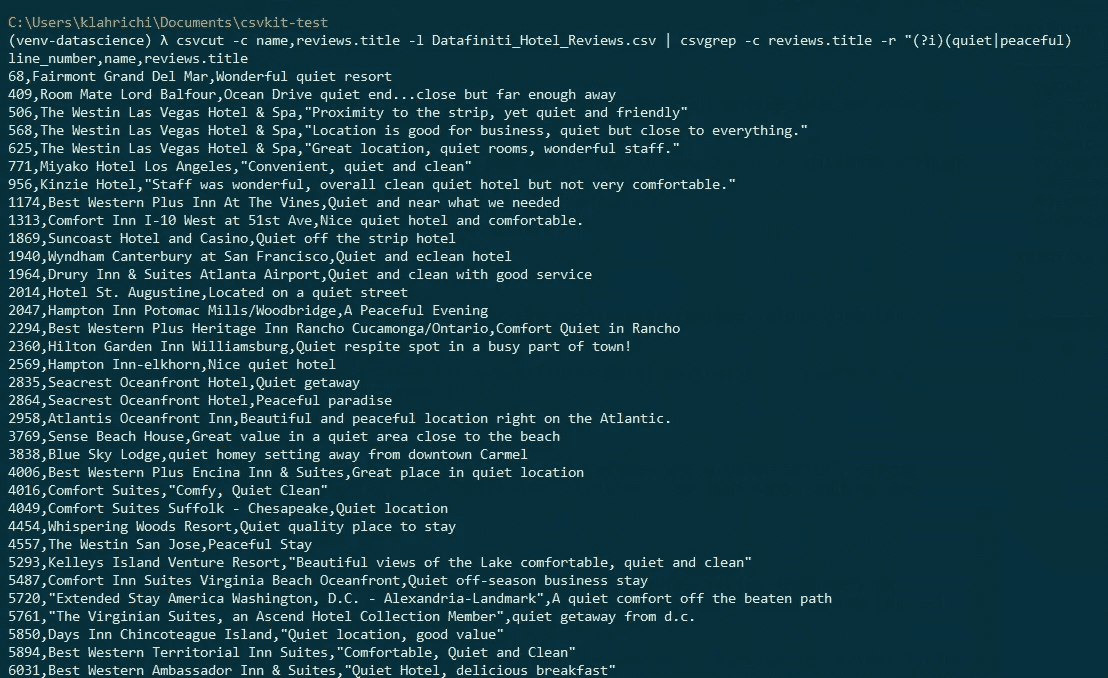 C:\Users\klahrichi\Documents\csvkit-test
(venv-datascience) λ csvcut -c name,reviews.title -l Datafiniti_Hotel_Reviews.csv | csvgrep -c reviews.title -r "(?i)(quiet|peaceful)
line_number,name,reviews.title
68,Fairmont Grand Del Mar,Wonderful quiet resort
409,Room Mate Lord Balfour,Ocean Drive quiet end...close but far enough away
506,The Westin Las Vegas Hotel & Spa,"Proximity to the strip, yet quiet and friendly"
568,The Westin Las Vegas Hotel & Spa,"Location is good for business, quiet but close to everything."
625,The Westin Las Vegas Hotel & Spa,"Great location, quiet rooms, wonderful staff."
771,Miyako Hotel Los Angeles,"Convenient, quiet and clean"
956,Kinzie Hotel,"Staff was wonderful, overall clean quiet hotel but not very comfortable."
1174,Best Western Plus Inn At The Vines,Quiet and near what we needed
1313,Comfort Inn I-10 West at 51st Ave,Nice quiet hotel and comfortable.
1869,Suncoast Hotel and Casino,Quiet off the strip hotel
1940,Wyndham Canterbury at San Francisco,Quiet and eclean hotel
1964,Drury Inn & Suites Atlanta Airport,Quiet and clean with good service
2014,Hotel St. Augustine,Located on a quiet street
2047,Hampton Inn Potomac Mills/Woodbridge,A Peaceful Evening
2294,Best Western Plus Heritage Inn Rancho Cucamonga/Ontario,Comfort Quiet in Rancho
2360,Hilton Garden Inn Williamsburg,Quiet respite spot in a busy part of town!
2569,Hampton Inn-elkhorn,Nice quiet hotel
2835,Seacrest Oceanfront Hotel,Quiet getaway
2864,Seacrest Oceanfront Hotel,Peaceful paradise
2958,Atlantis Oceanfront Inn,Beautiful and peaceful location right on the Atlantic.
3769,Sense Beach House,Great value in a quiet area close to the beach
3838,Blue Sky Lodge,quiet homey setting away from downtown Carmel
4006,Best Western Plus Encina Inn & Suites,Great place in quiet location
4016,Comfort Suites,"Comfy, Quiet Clean"
4049,Comfort Suites Suffolk - Chesapeake,Quiet location
4454,Whispering Woods Resort,Quiet quality place to stay
4557,The Westin San Jose,Peaceful Stay
5293,Kelleys Island Venture Resort,"Beautiful views of the Lake comfortable, quiet and clean"
5487,Comfort Inn Suites Virginia Beach Oceanfront,Quiet off-season business stay
5720,"Extended Stay America Washington, D.C. - Alexandria-Landmark",A quiet comfort off the beaten path
5761,"The Virginian Suites, an Ascend Hotel Collection Member",quiet getaway from d.c.
5850,Days Inn Chincoteague Island,"Quiet location, good value"
5894,Best Western Territorial Inn Suites,"Comfortable, Quiet and Clean"
6031,Best Western Ambassador Inn & Suites,"Quiet Hotel, delicious breakfast"